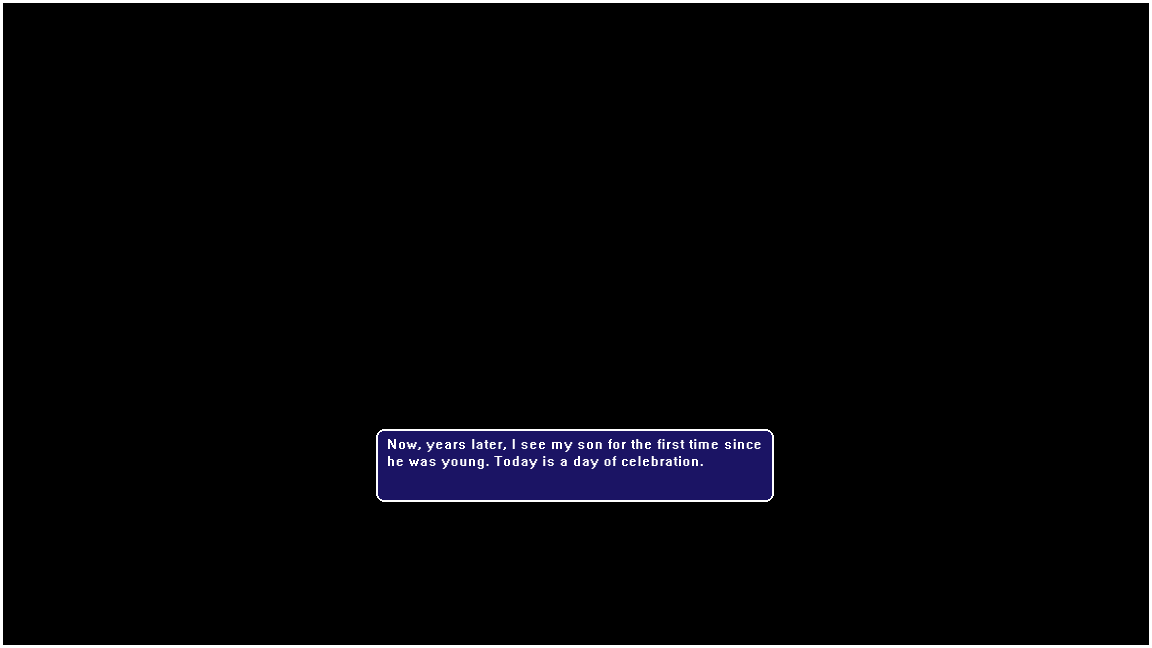 Now, years later, I see my son for the first time since
he was young. Today is a day of celebration.